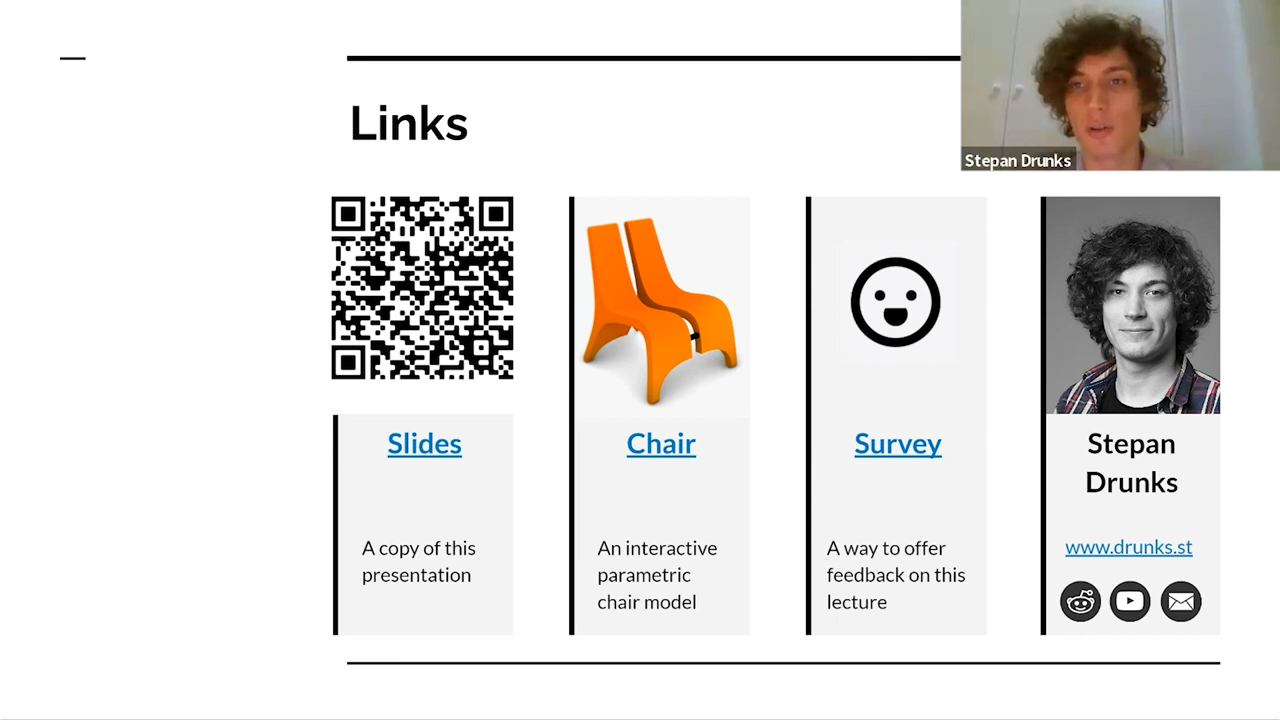 Links
Stepan Drunks
Slides
A copy of this
presentation
Chair
An interactive
parametric
chair model
Survey
A way to offer
feedback on this
lecture
Stepan
Drunks
www.drunks.st